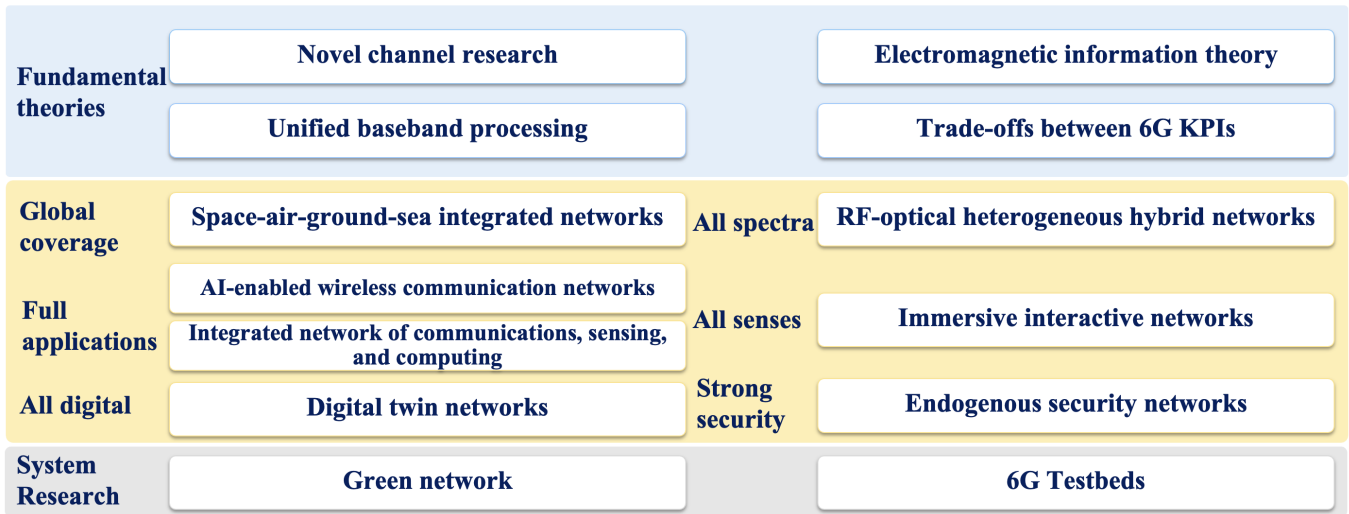 Fundamental
theories
Novel channel research
Electromagnetic information theory
Unified baseband processing
Trade-offs between 6G KPIs
Global
coverage
Space-air-ground-sea integrated networks
All spectra
RF-optical heterogeneous hybrid networks
Full
applications
AI-enabled wireless communication networks
Integrated network of communications, sensing,
and computing
All senses
Immersive interactive networks
All digital
Digital twin networks
Strong
security
Endogenous security networks
System
Research
Green network
6G Testbeds